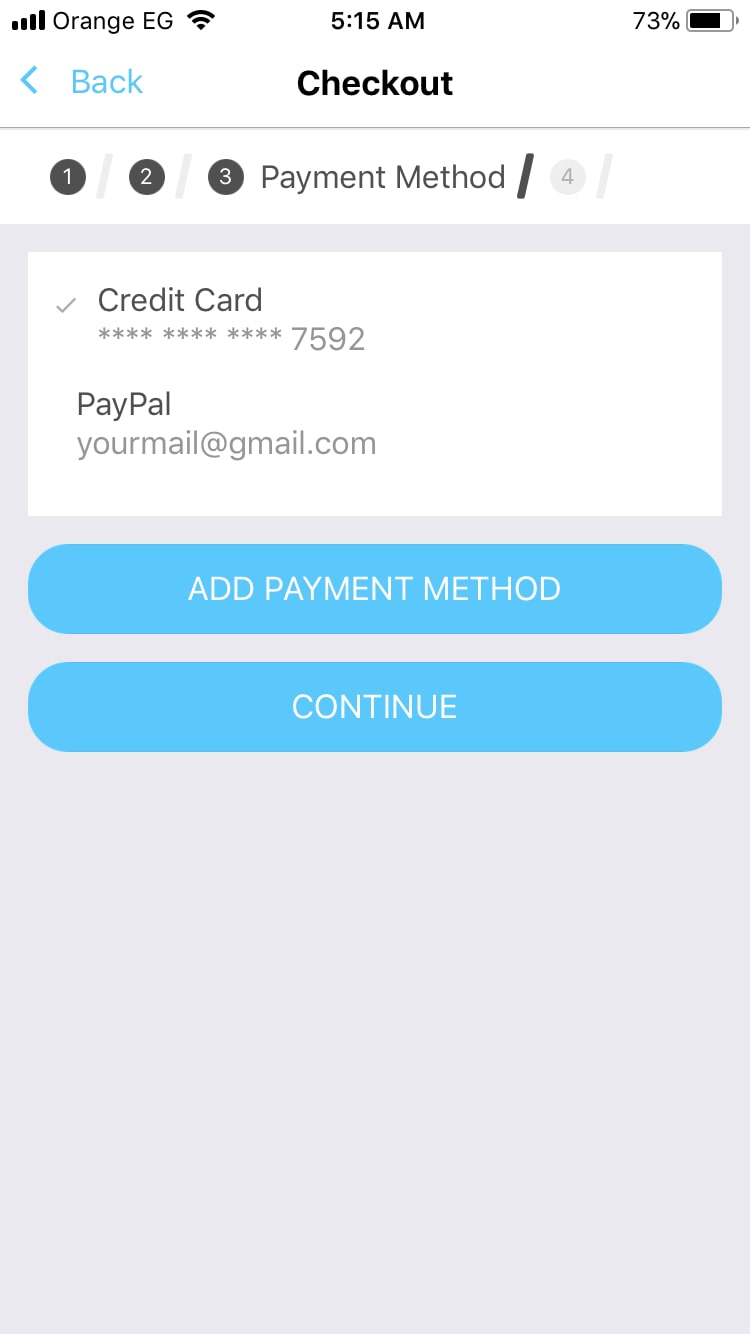 Orange EG 5:15 AM 73%
Back Checkout
1 2 3 Payment Method 4
Credit Card
**** **** **** 7592
PayPal
yourmail@gmail.com
ADD PAYMENT METHOD
CONTINUE